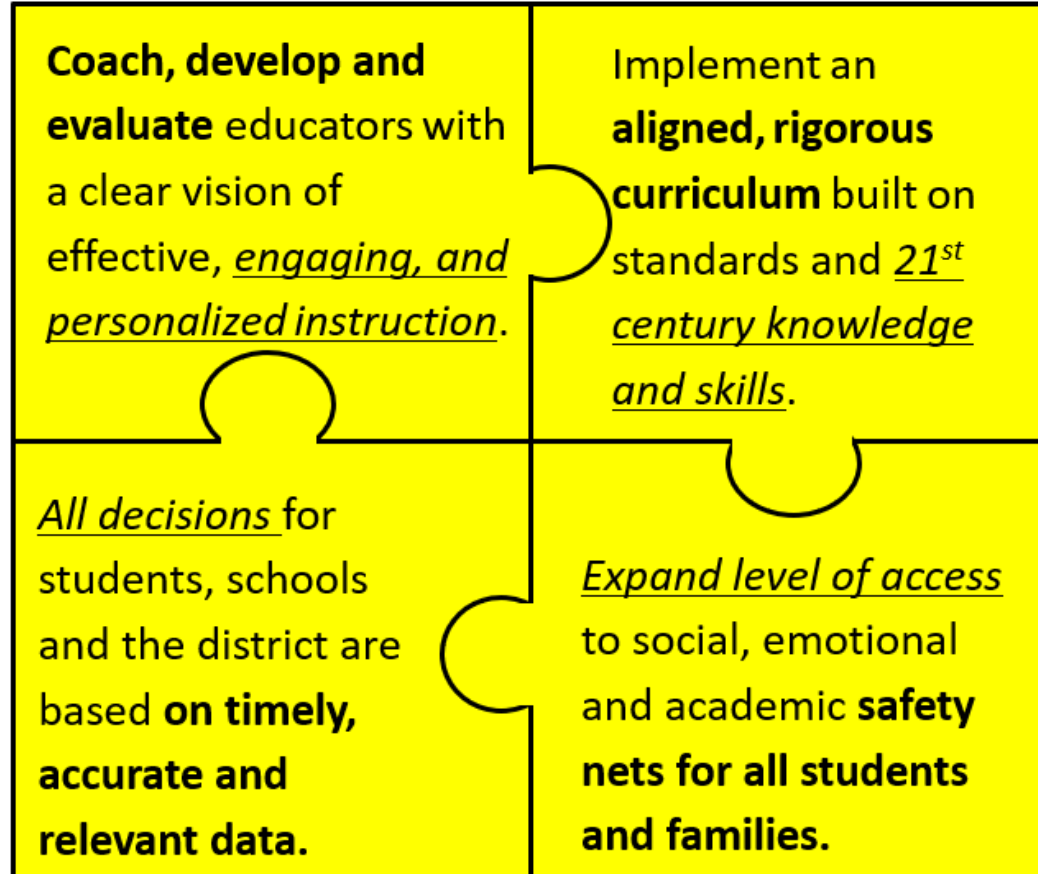 Coach, develop and
evaluate educators with
a clear vision of
effective, engaging, and
personalized instruction.
Implement an
aligned, rigorous
curriculum built on
standards and 21st
century knowledge
and skills.
All decisions for
students, schools
and the district are
based on timely,
accurate and
relevant data.
Expand level of access
to social, emotional
and academic safety
nets for all students
and families.